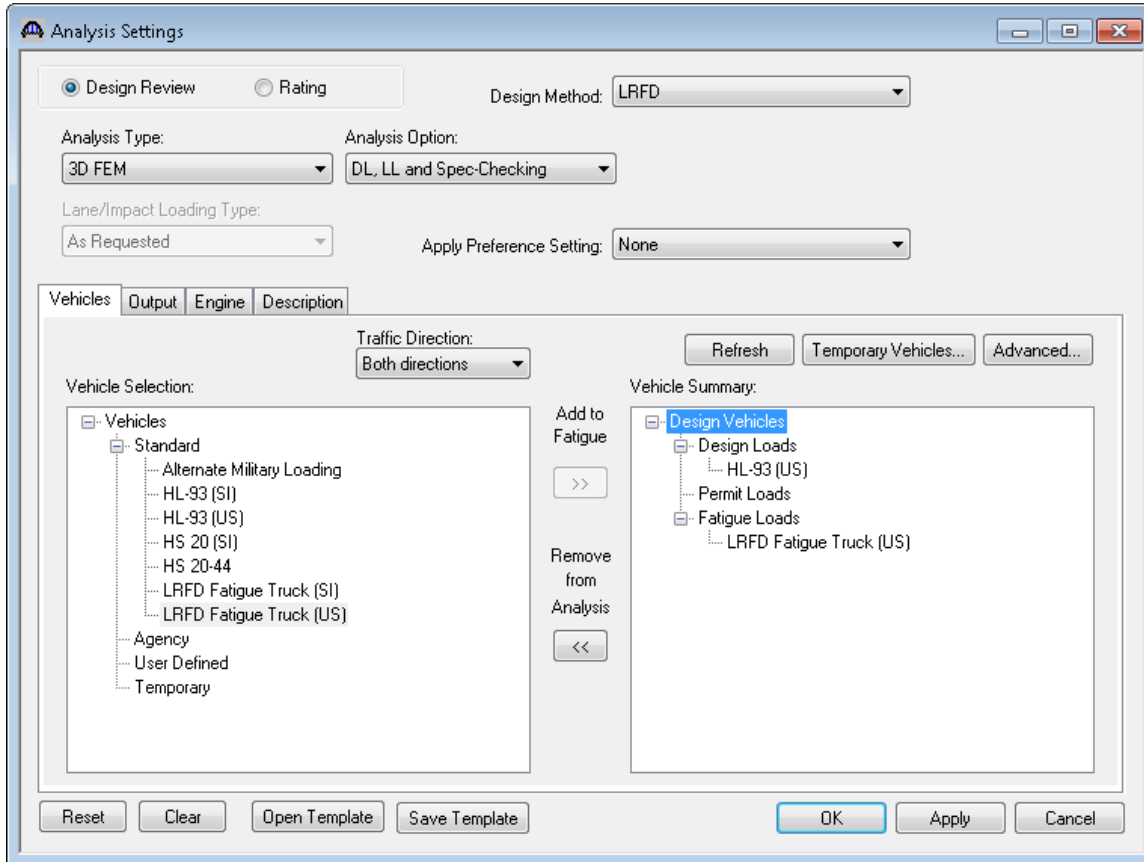 Analysis Settings
Design Review
Rating
Design Method: LRFD
Analysis Type:
Analysis Option:
3D FEM
DL, LL and Spec-Checking
Lane/Impact Loading Type:
As Requested
Apply Preference Setting: None
Vehicles Output Engine Description
Traffic Direction:
Both directions
Refresh
Temporary Vehicles...
Advanced...
Vehicle Selection:
Vehicles
Standard
Alternate Military Loading
HL-93 (SI)
HL-93 (US)
HS 20 (SI)
HS 20-44
LRFD Fatigue Truck (SI)
LRFD Fatigue Truck (US)
Agency
User Defined
Temporary
Add to
Fatigue
>>
Remove
from
Analysis
<<
Vehicle Summary:
Design Vehicles
Design Loads
HL-93 (US)
Permit Loads
Fatigue Loads
LRFD Fatigue Truck (US)
Reset
Clear
Open Template
Save Template
OK
Apply
Cancel